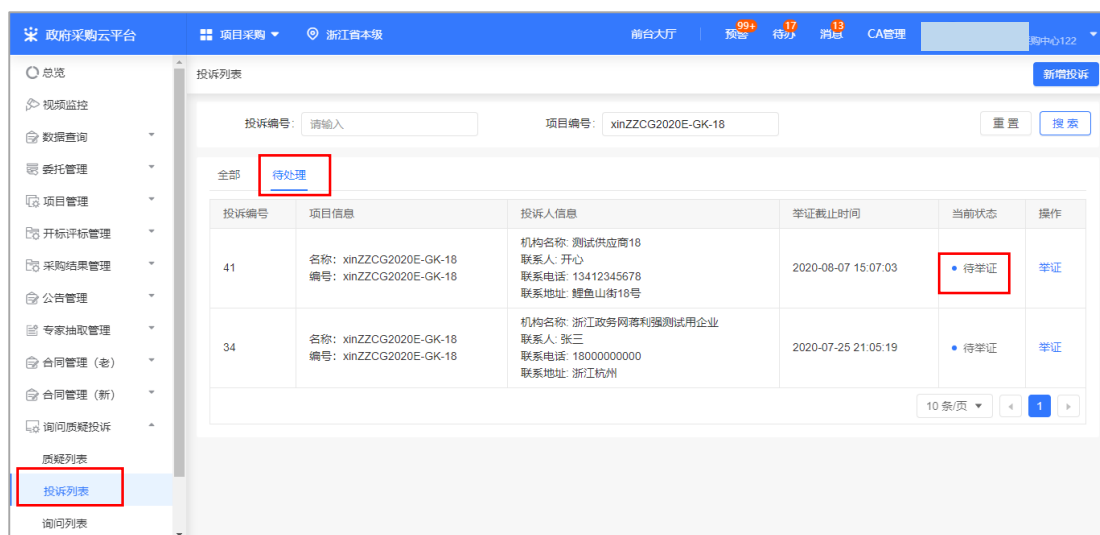 政府采购云平台
项目采购
浙江省本级
前台大厅
预警 99+
待办 17
消息 13
CA管理
购中心122
总览
视频监控
数据查询
委托管理
项目管理
开标评标管理
采购结果管理
公告管理
专家抽取管理
合同管理（老）
合同管理（新）
询问质疑投诉
质疑列表
投诉列表
询问列表
投诉列表
新增投诉
投诉编号: 请输入
项目编号: xinZZCG2020E-GK-18
重置
搜索
全部
待处理
投诉编号 项目信息 投诉人信息 举证截止时间 当前状态 操作
41
名称: xinZZCG2020E-GK-18
编号: xinZZCG2020E-GK-18
机构名称: 测试供应商18
联系人: 开心
联系电话: 13412345678
联系地址: 鲤鱼山街18号
2020-08-07 15:07:03
待举证
举证
34
名称: xinZZCG2020E-GK-18
编号: xinZZCG2020E-GK-18
机构名称: 浙江政务网蒋利强测试用企业
联系人: 张三
联系电话: 18000000000
联系地址: 浙江杭州
2020-07-25 21:05:19
待举证
举证
10 条/页
1